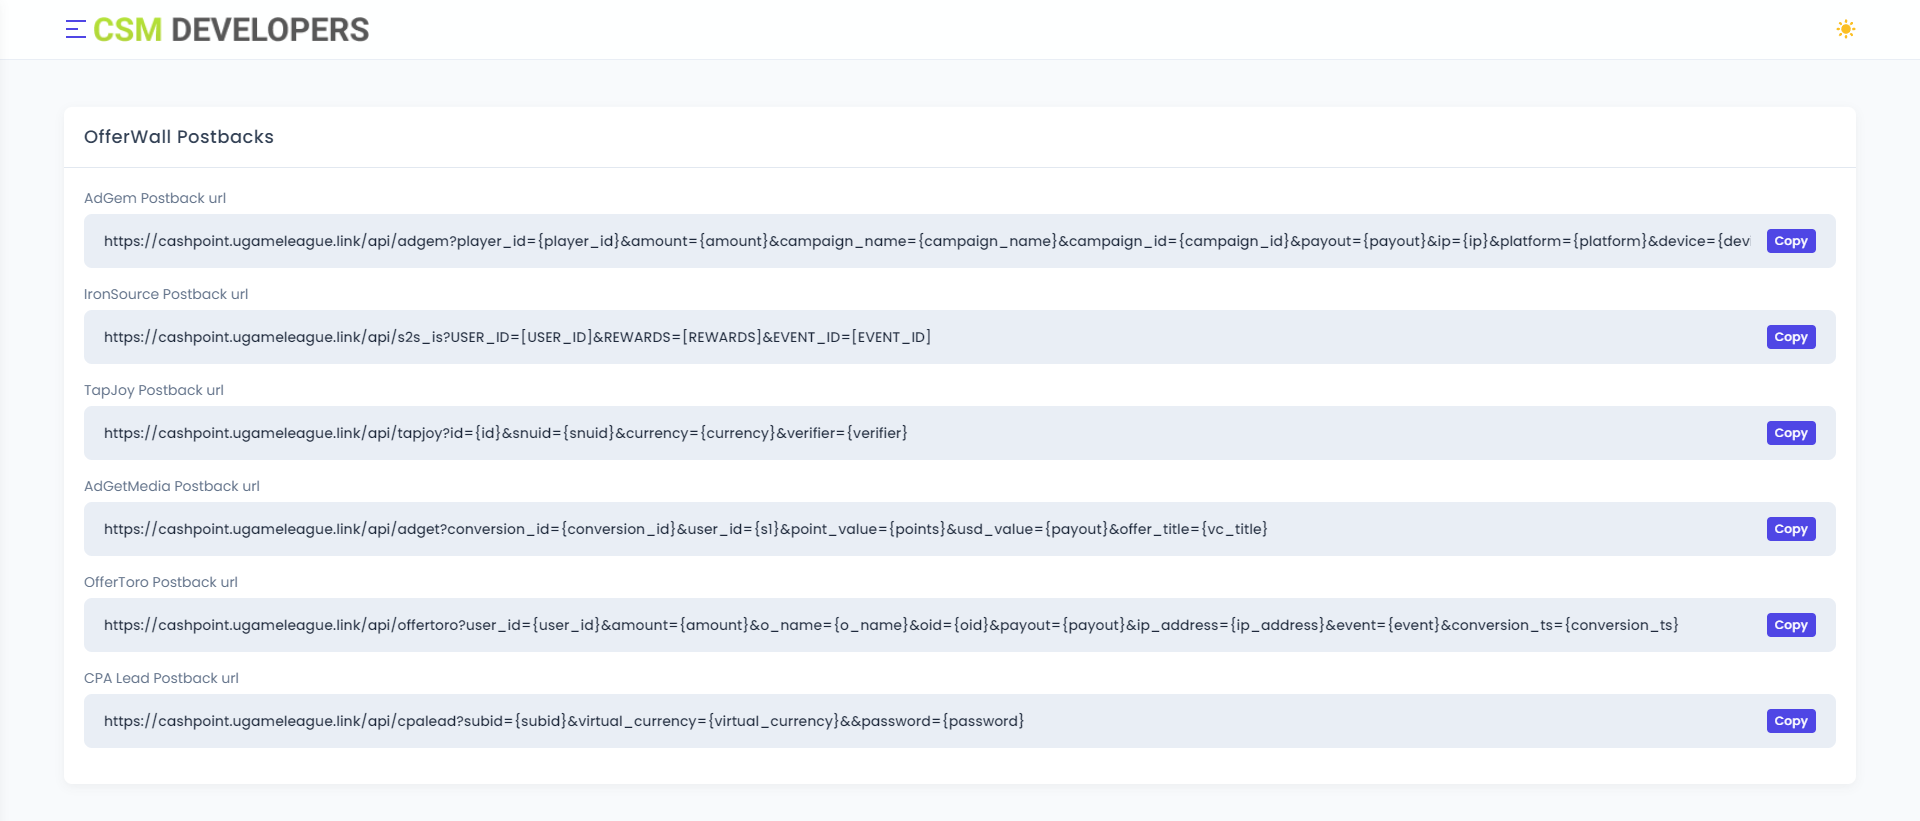 CSM DEVELOPERS
OfferWall Postbacks
AdGem Postback url
https://cashpoint.ugameleague.link/api/adgem?player_id={player_id}&amount={amount}&campaign_name={campaign_name}&campaign_id={campaign_id}&payout={payout}&ip={ip}&platform={platform}&device={dev Copy
IronSource Postback url
https://cashpoint.ugameleague.link/api/s2s_is?USER_ID=[USER_ID]&REWARDS=[REWARDS]&EVENT_ID=[EVENT_ID] Copy
TapJoy Postback url
https://cashpoint.ugameleague.link/api/tapjoy?id={id}&snuid={snuid}&currency={currency}&verifier={verifier} Copy
AdGetMedia Postback url
https://cashpoint.ugameleague.link/api/adget?conversion_id={conversion_id}&user_id={s1}&point_value={points}&usd_value={payout}&offer_title={vc_title} Copy
OfferToro Postback url
https://cashpoint.ugameleague.link/api/offertoro?user_id={user_id}&amount={amount}&o_name={o_name}&oid={oid}&payout={payout}&ip_address={ip_address}&event={event}&conversion_ts={conversion_ts} Copy
CPA Lead Postback url
https://cashpoint.ugameleague.link/api/cpalead?subid={subid}&virtual_currency={virtual_currency}&&password={password} Copy